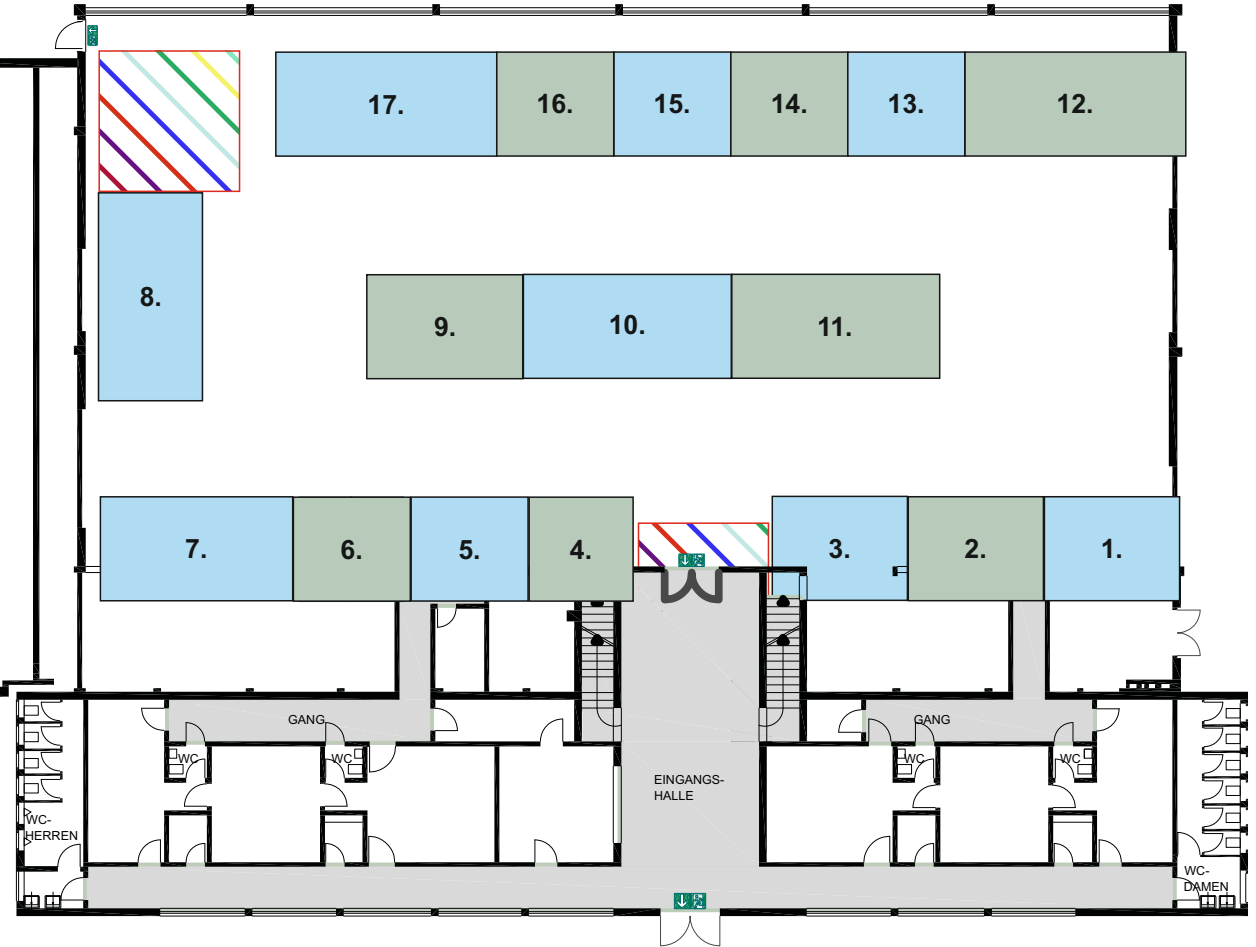 17.
16.
15.
14.
13.
12.
8.
9.
10.
11.
7.
6.
5.
4.
3.
2.
1.
GANG
GANG
WC
WC
WC
WC
EINGANGS-
HALLE
WC-
HERREN
WC-
DAMEN